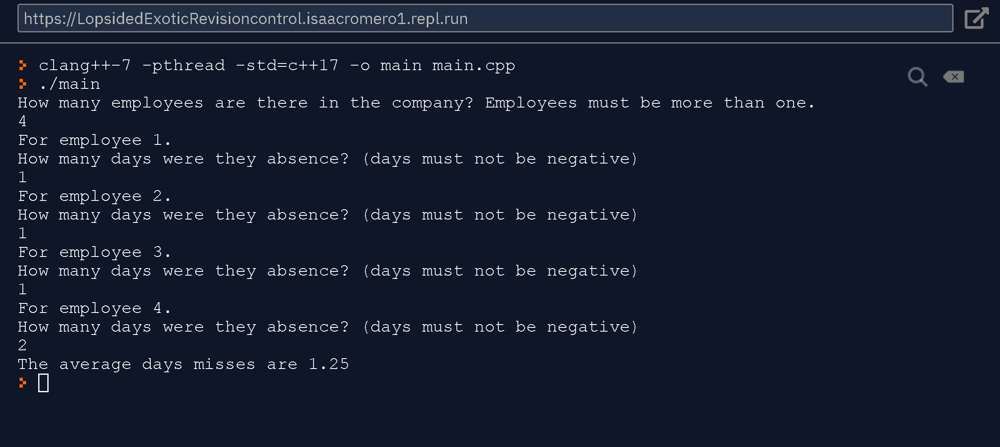 https://LopsidedExoticRevisioncontrol.isaacromero1.repl.run
clang++-7 -pthread -std=c++17 -o main main.cpp
./main
How many employees are there in the company? Employees must be more than one.
4
For employee 1.
How many days were they absence? (days must not be negative)
1
For employee 2.
How many days were they absence? (days must not be negative)
1
For employee 3.
How many days were they absence? (days must not be negative)
1
For employee 4.
How many days were they absence? (days must not be negative)
2
The average days misses are 1.25